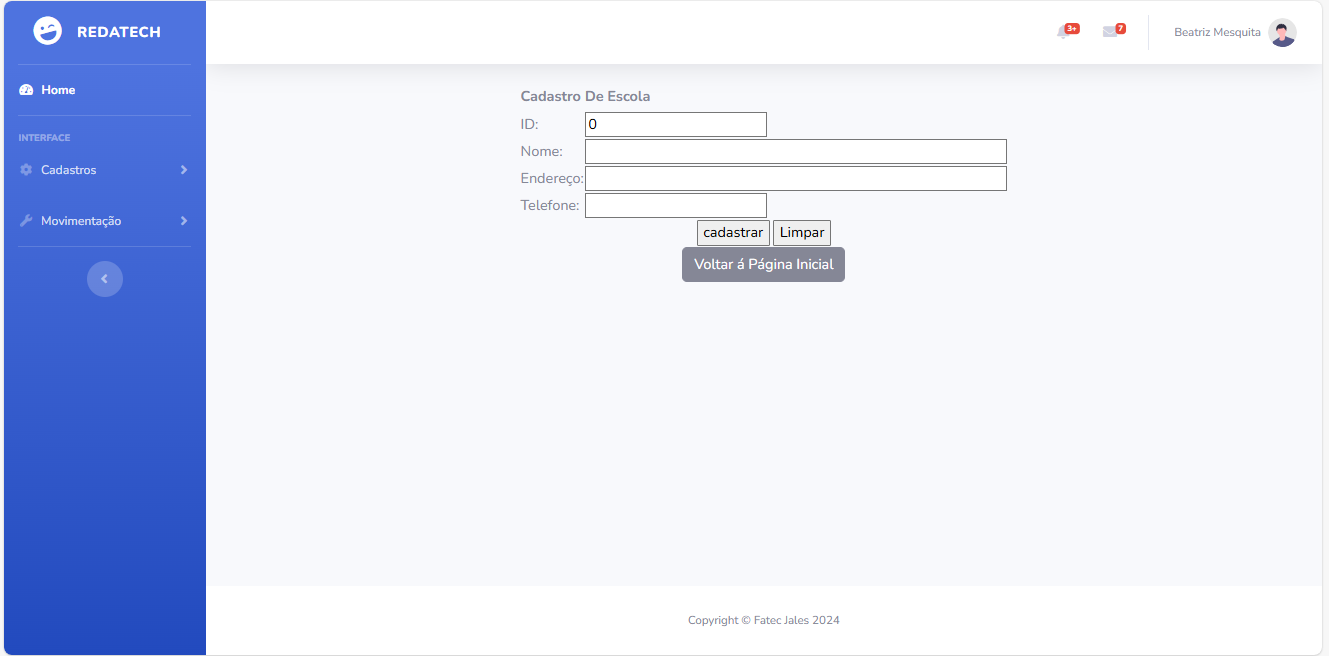 REDATECH
Home
INTERFACE
Cadastros
Movimentação
3+
7
Beatriz Mesquita
Cadastro De Escola
ID: 0
Nome:
Endereço:
Telefone:
cadastrar Limpar
Voltar á Página Inicial
Copyright © Fatec Jales 2024